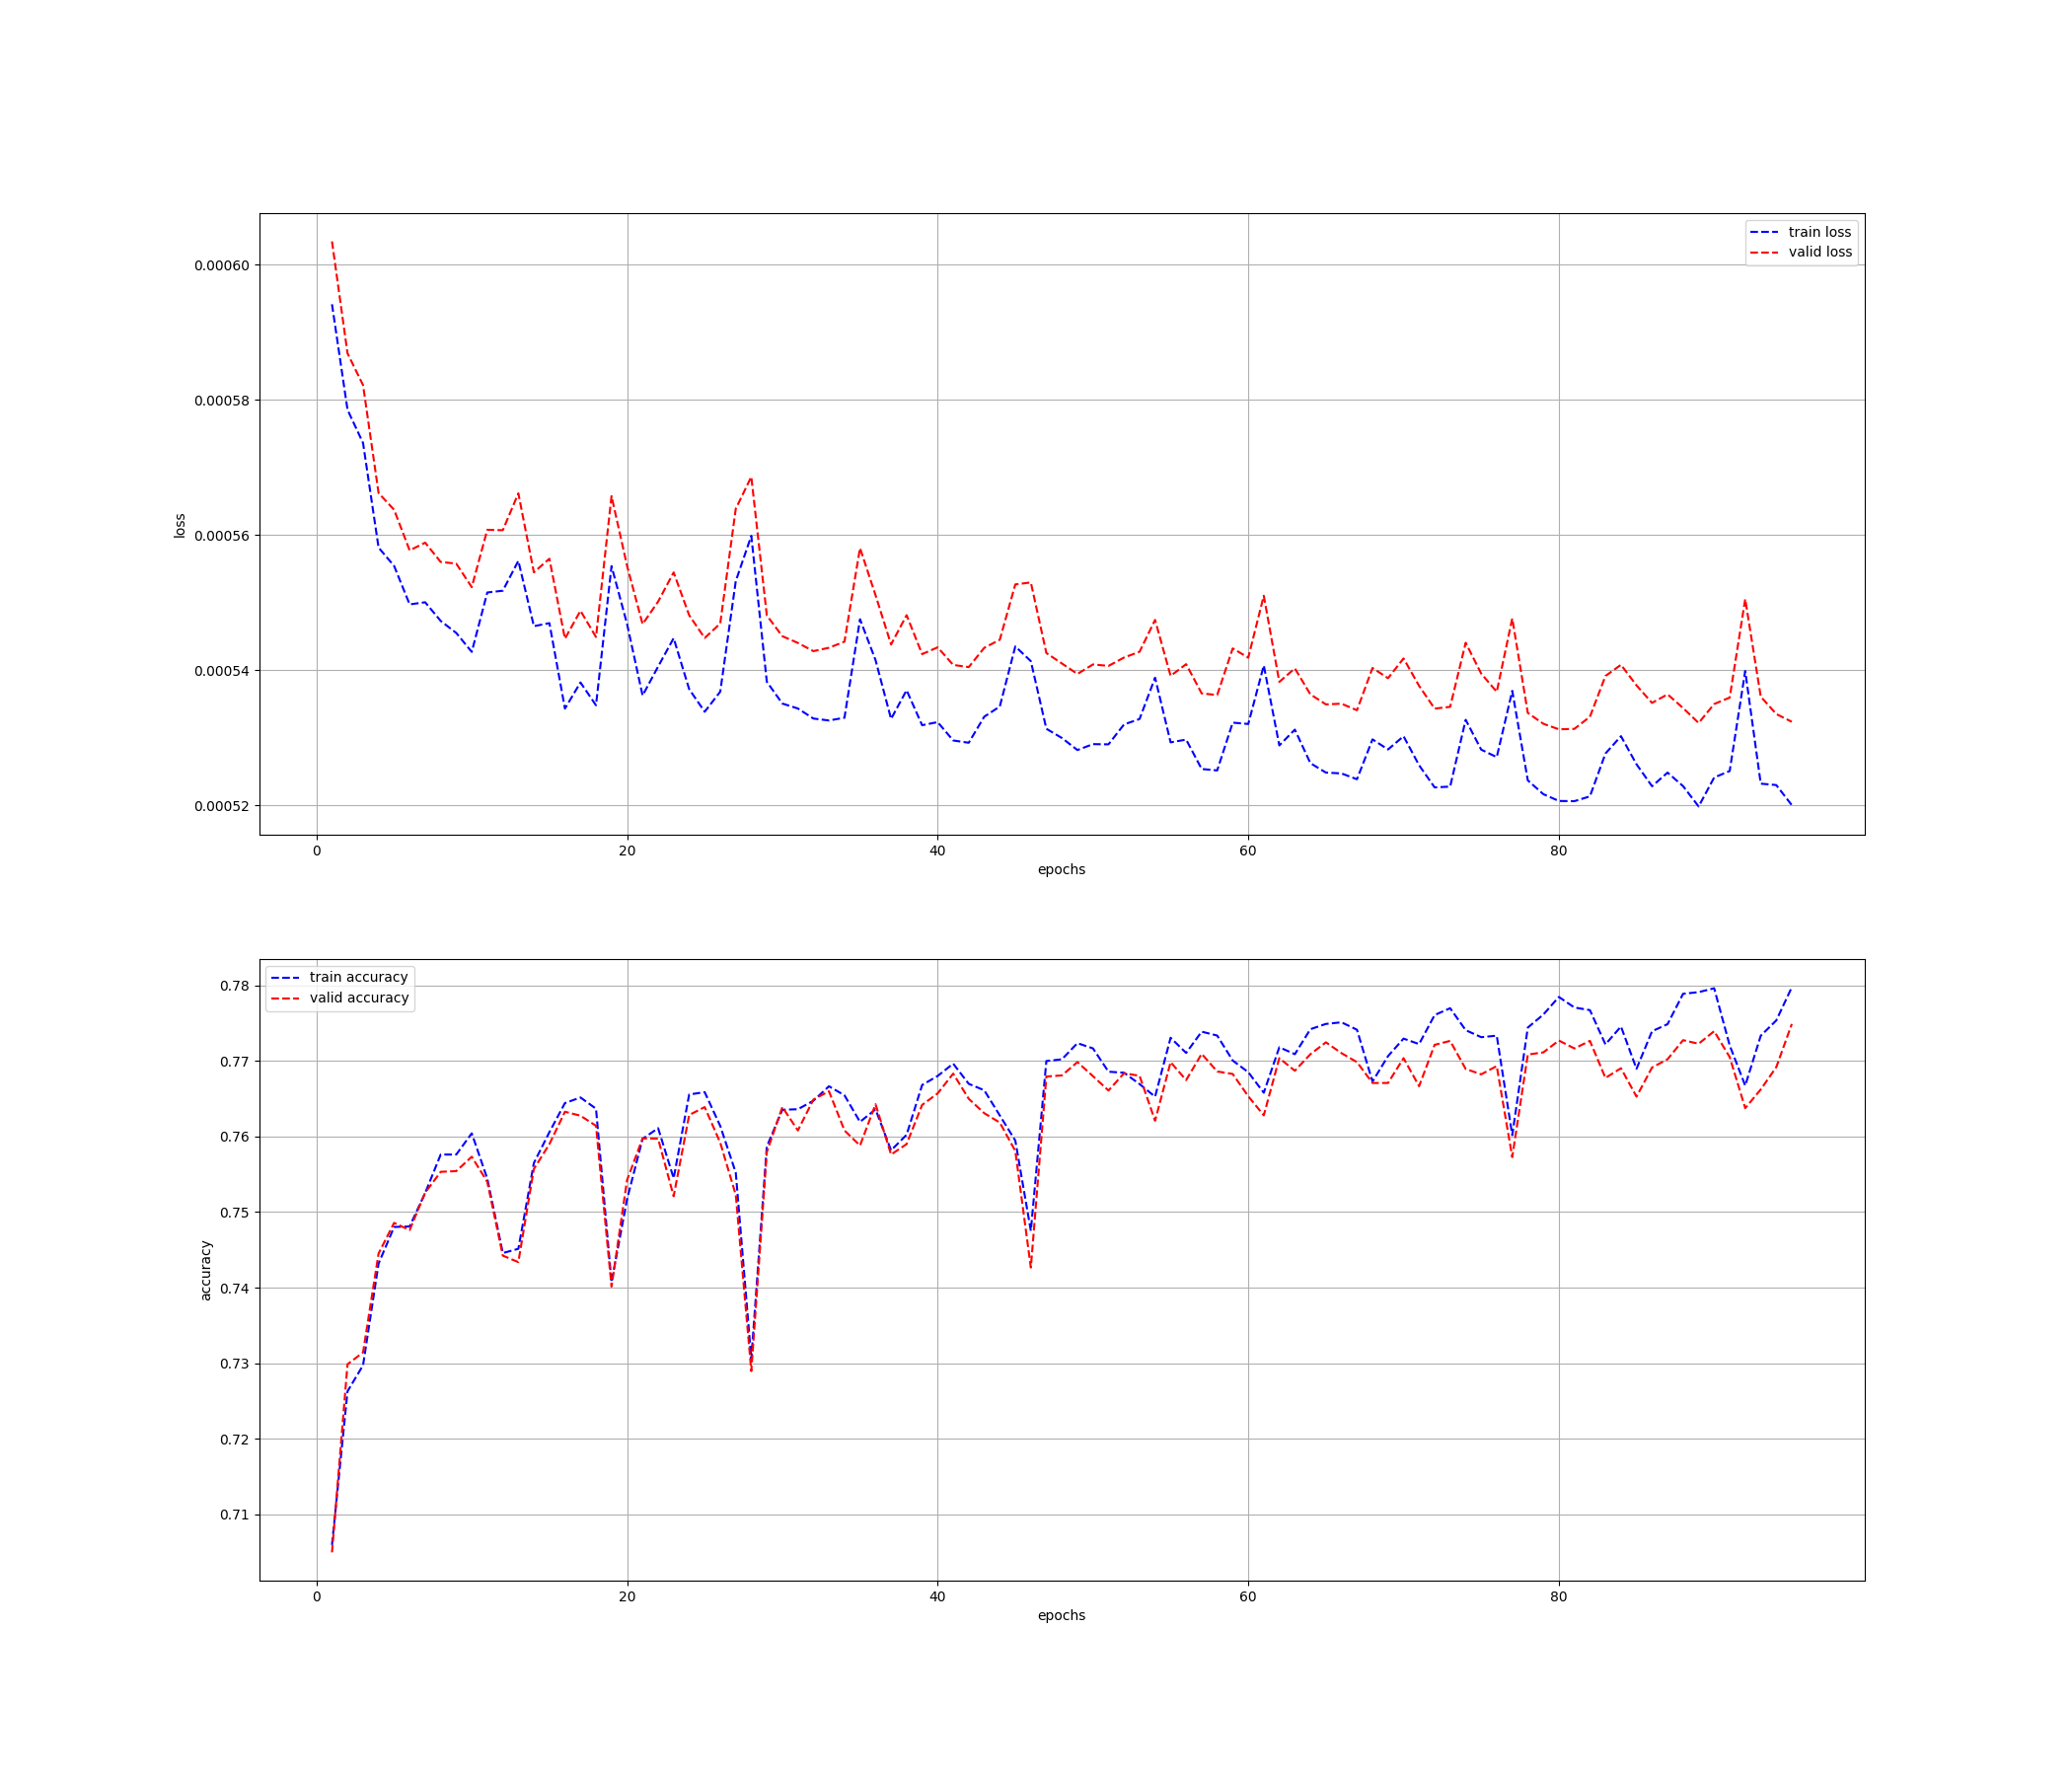 train loss
valid loss
0.00060
0.00058
0.00056
0.00054
0.00052
loss
0 20 40 60 80
epochs
train accuracy
valid accuracy
0.78
0.77
0.76
0.75
0.74
0.73
0.72
0.71
accuracy
0 20 40 60 80
epochs